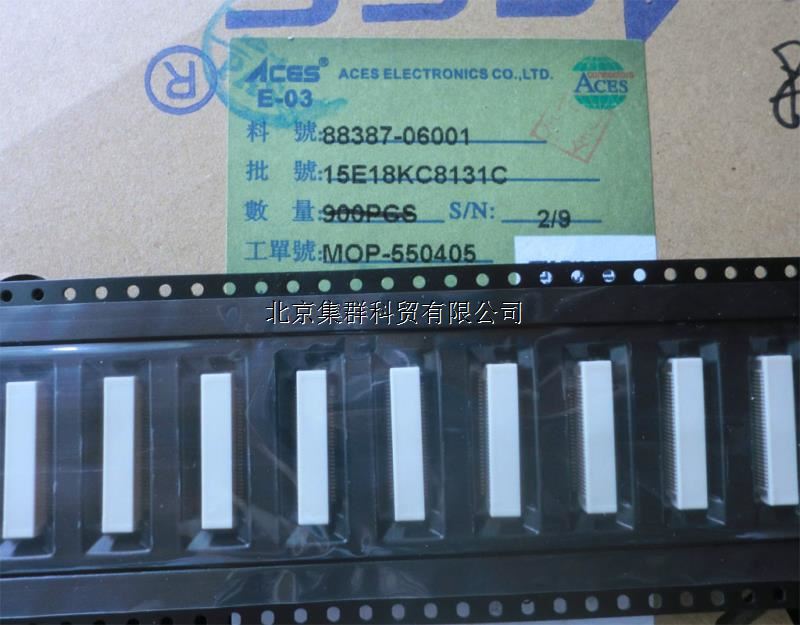 ACES® ACES ELECTRONICS CO.,LTD.
connectors
ACES
E-03
料 號:88387-06001
批 號:15E18KC8131C
數 量:900PCS S/N: 2/9
工單號:MOP-550405
北京集群科贸有限公司
®